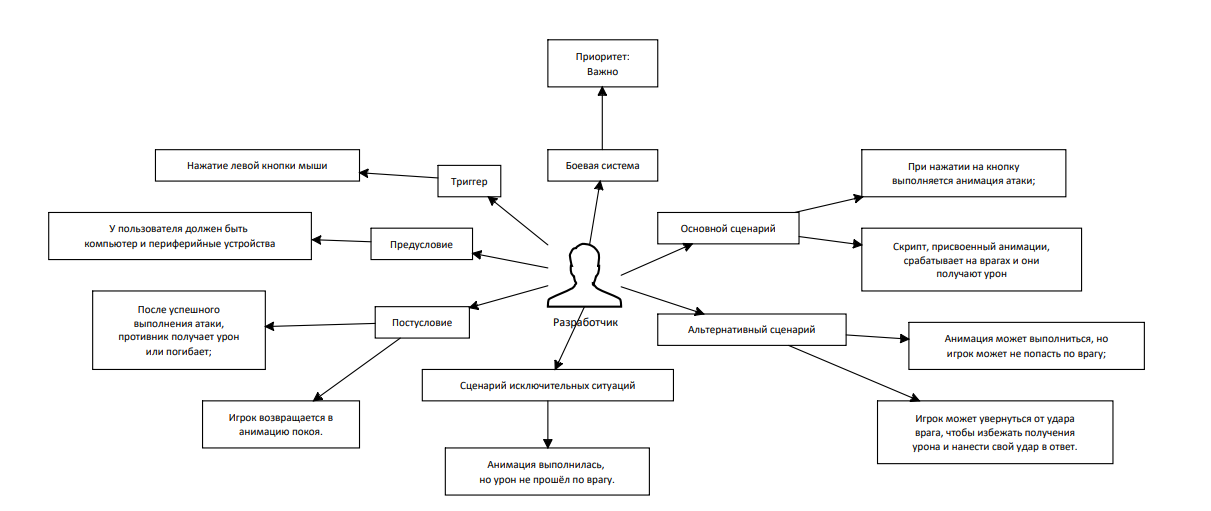 Приоритет:
Важно
Боевая система
Нажатие левой кнопки мыши
Триггер
При нажатии на кнопку
выполняется анимация атаки;
Основной сценарий
У пользователя должен быть
компьютер и периферийные устройства
Предусловие
Скрипт, присвоенный анимации,
срабатывает на врагах и они
получают урон
После успешного
выполнения атаки,
противник получает урон
или погибает;
Постусловие
Разработчик
Альтернативный сценарий
Анимация может выполниться, но
игрок может не попасть по врагу;
Сценарий исключительных ситуаций
Игрок возвращается в
анимацию покоя.
Игрок может увернуться от удара
врага, чтобы избежать получения
урона и нанести свой удар в ответ.
Анимация выполнилась,
но урон не прошёл по врагу.